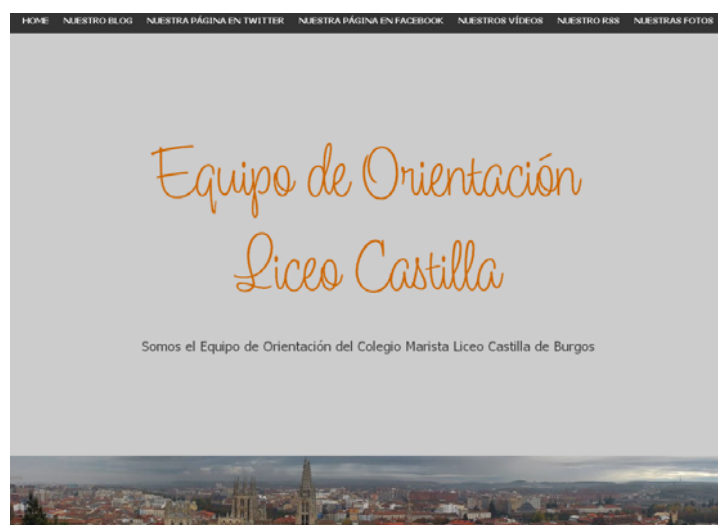 HOME NUESTRO BLOG NUESTRA PÁGINA EN TWITTER NUESTRA PÁGINA EN FACEBOOK NUESTROS VÍDEOS NUESTRO RSS NUESTRAS FOTOS
Equipo de Orientación
Liceo Castilla
Somos el Equipo de Orientación del Colegio Marista Liceo Castilla de Burgos